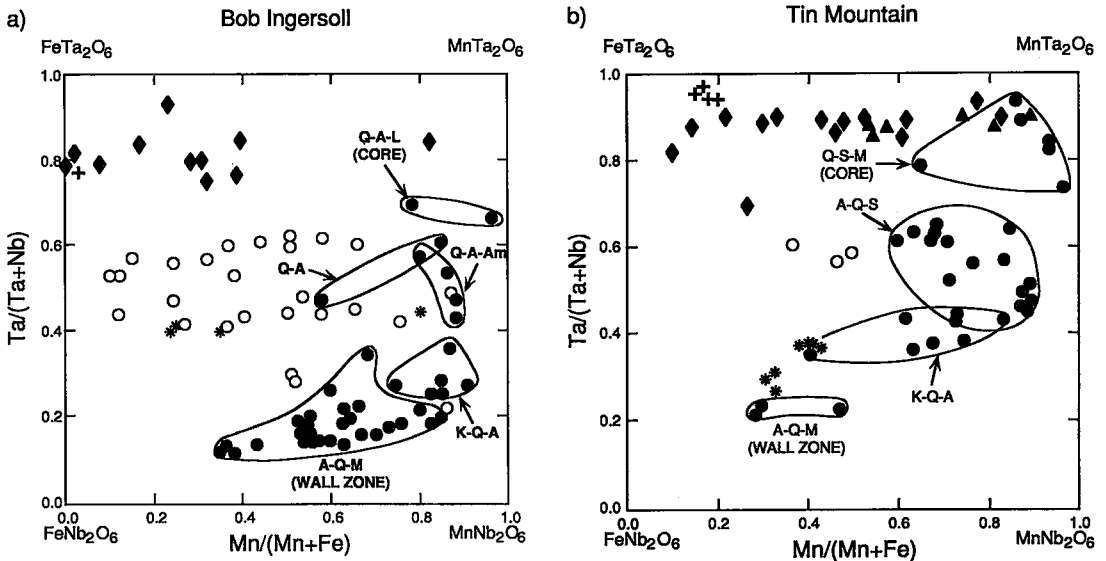 a)
Bob Ingersoll
FeTa₂O₆
MnTa₂O₆
1.0
0.8
0.6
0.4
0.2
0.0
Ta/(Ta+Nb)
Q-A-L
(CORE)
Q-A
Q-A-Am
K-Q-A
A-Q-M
(WALL ZONE)
0.0 0.2 0.4 0.6 0.8 1.0
FeNb₂O₆
MnNb₂O₆
Mn/(Mn+Fe)
b)
Tin Mountain
FeTa₂O₆
MnTa₂O₆
1.0
0.8
0.6
0.4
0.2
0.0
Ta/(Ta+Nb)
Q-S-M
(CORE)
A-Q-S
K-Q-A
A-Q-M
(WALL ZONE)
0.0 0.2 0.4 0.6 0.8 1.0
FeNb₂O₆
MnNb₂O₆
Mn/(Mn+Fe)